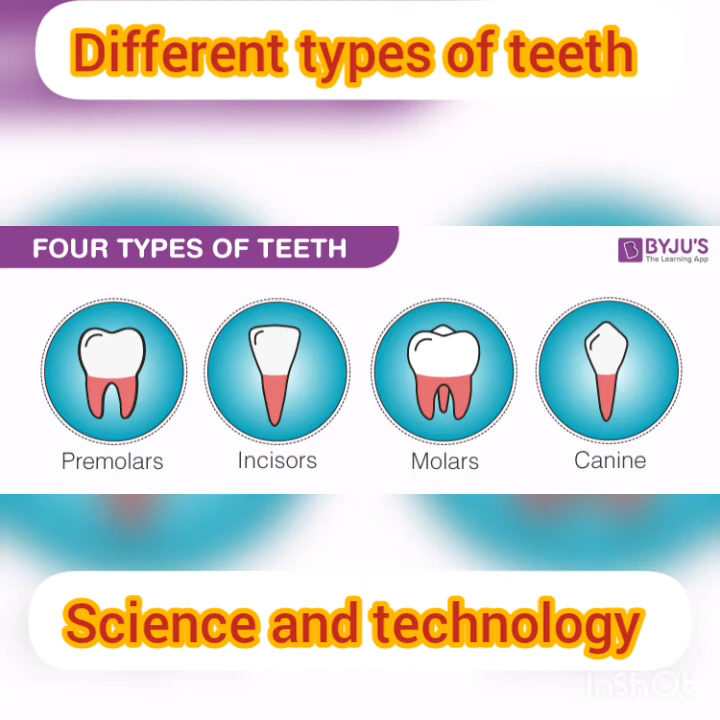 Different types of teeth
FOUR TYPES OF TEETH
BYJU'S
The Learning App
Premolars
Incisors
Molars
Canine
Science and technology
InShOt